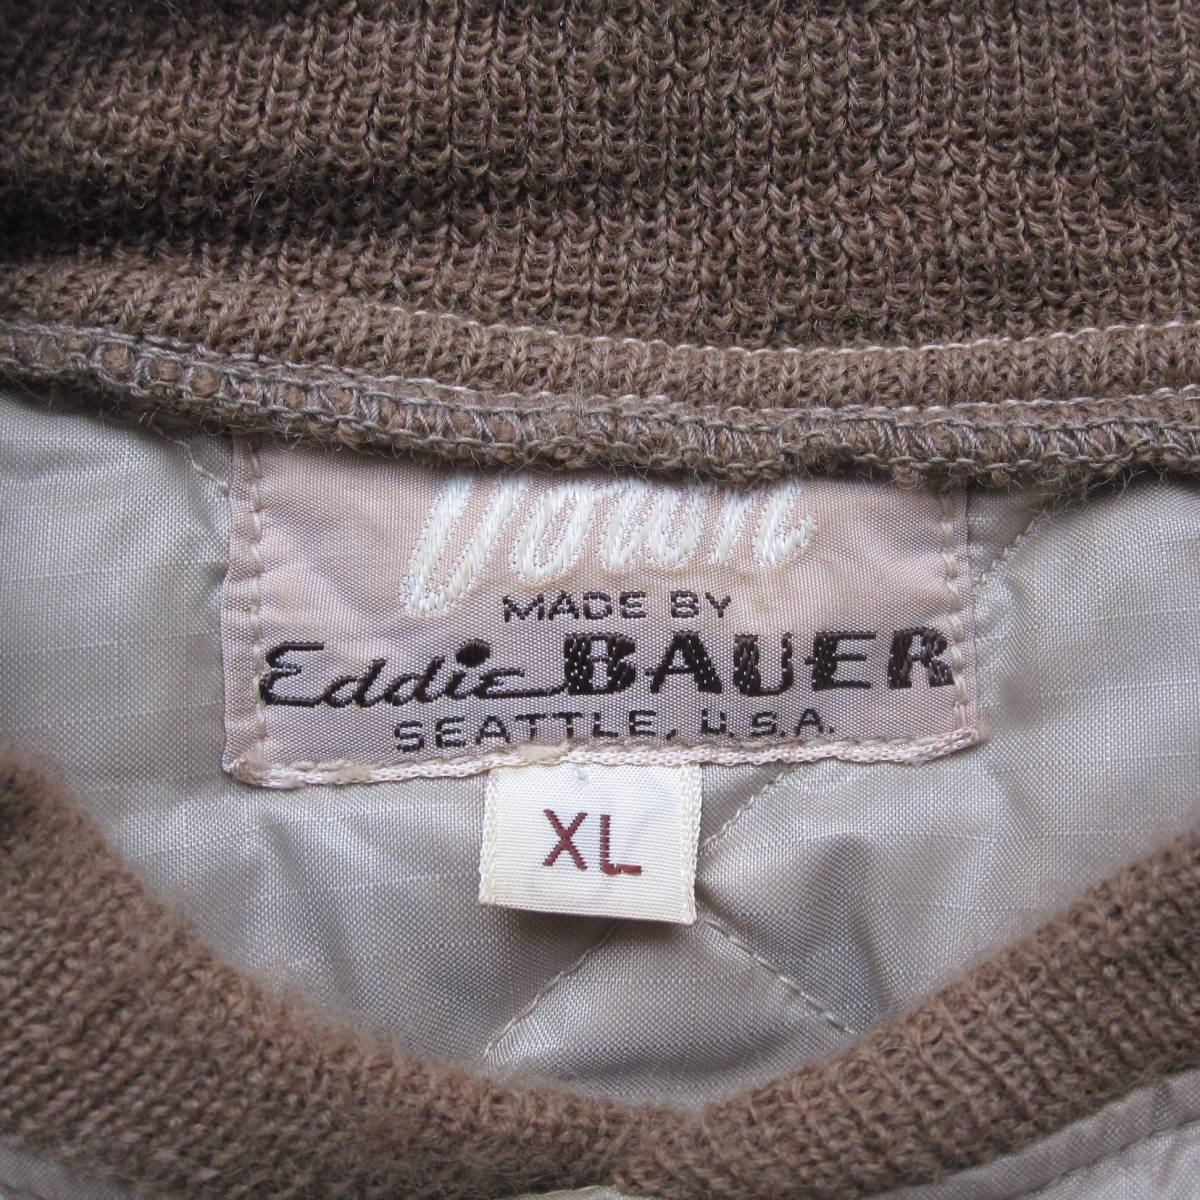 Down
MADE BY
Eddie BAUER
SEATTLE, U.S.A.
XL